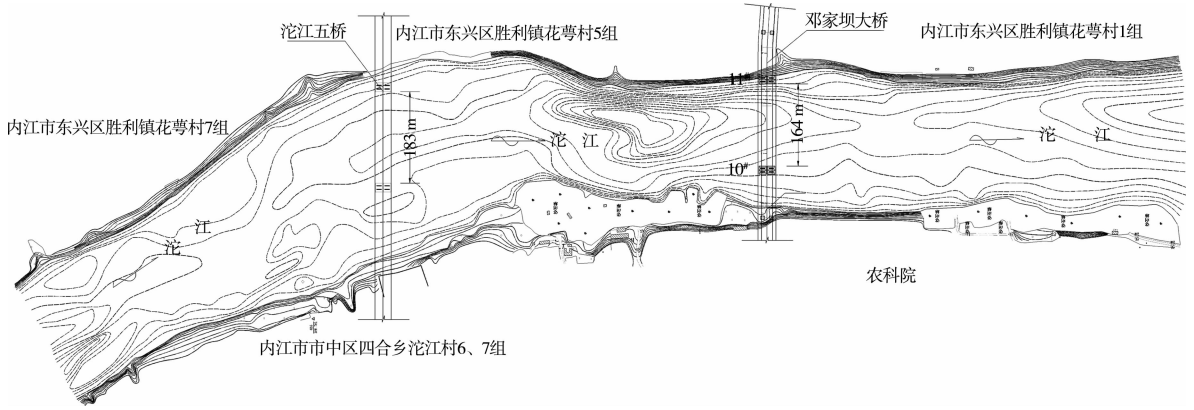 沱江五桥
内江市东兴区胜利镇花萼村5组
邓家坝大桥
内江市东兴区胜利镇花萼村1组
内江市东兴区胜利镇花萼村7组
11#
183 m
沱 江
164 m
沱 江
10#
沱 江
农科院
内江市市中区四合乡沱江村6、7组